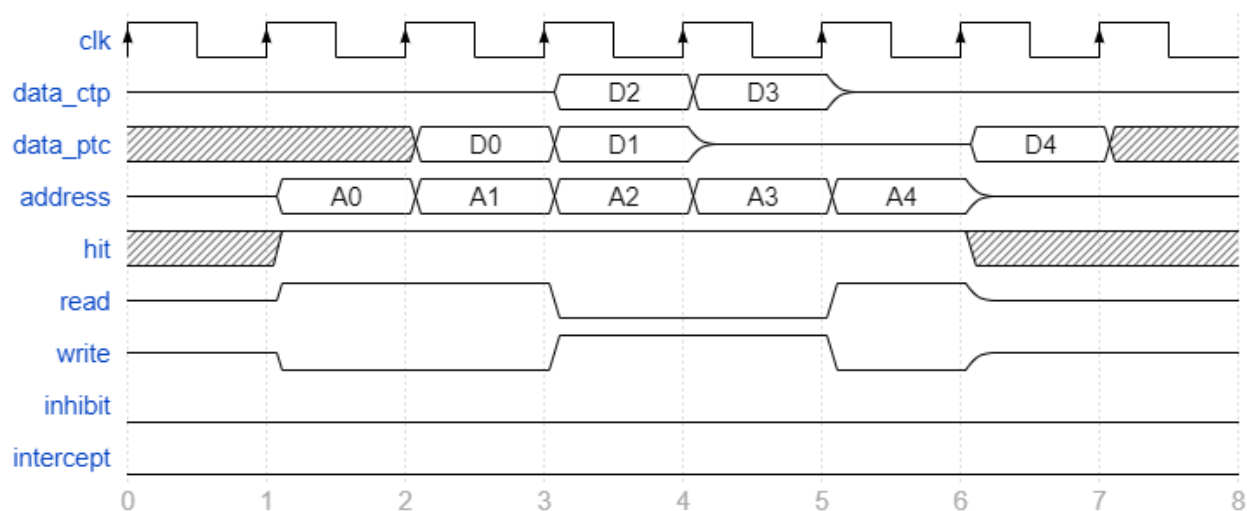 clk
data_ctp D2 D3
data_ptc D0 D1 D4
address A0 A1 A2 A3 A4
hit
read
write
inhibit
intercept
0 1 2 3 4 5 6 7 8